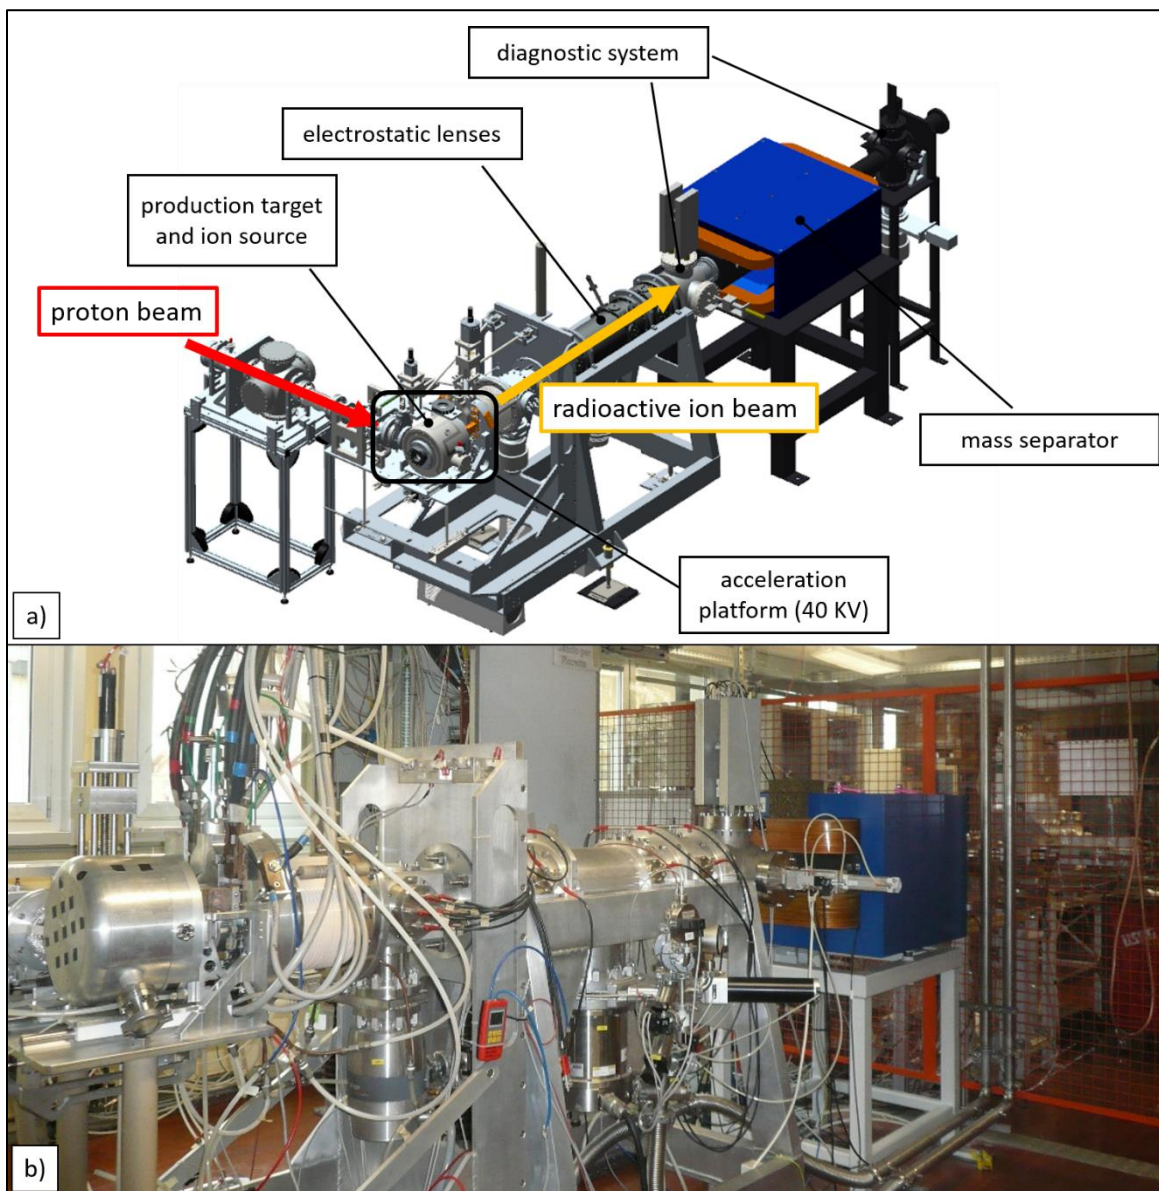 diagnostic system
electrostatic lenses
production target
and ion source
proton beam
radioactive ion beam
mass separator
acceleration
platform (40 KV)
a)
b)